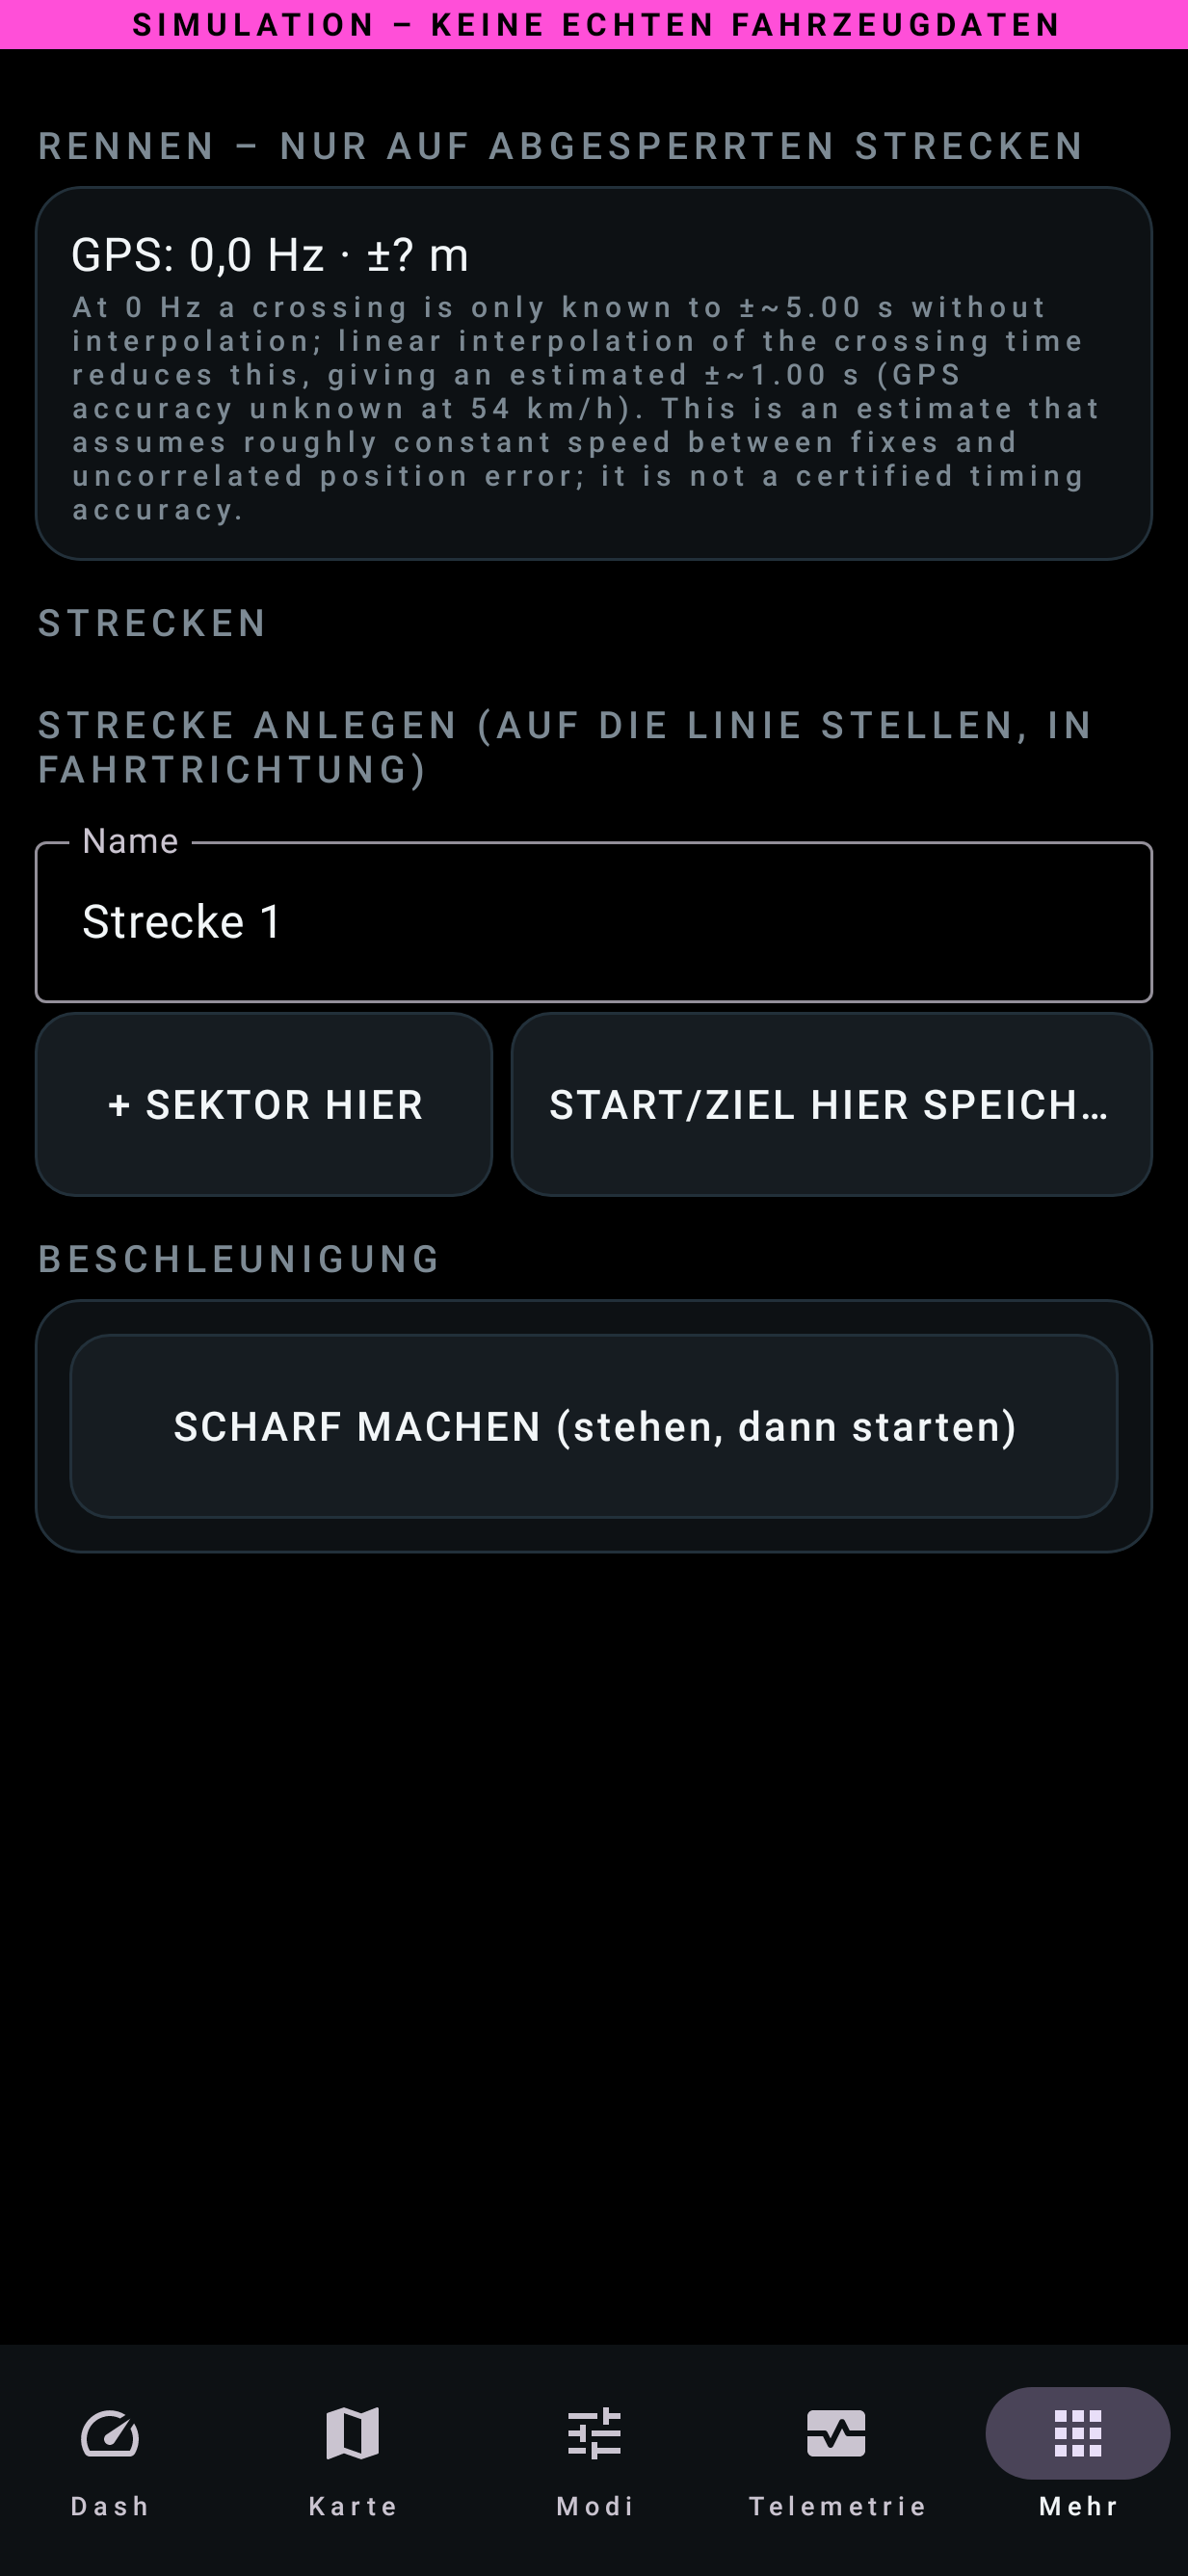 SIMULATION – KEINE ECHTEN FAHRZEUGDATEN
RENNEN – NUR AUF ABGESPERRTEN STRECKEN
GPS: 0,0 Hz · ±? m
At 0 Hz a crossing is only known to ±~5.00 s without
interpolation; linear interpolation of the crossing time
reduces this, giving an estimated ±~1.00 s (GPS
accuracy unknown at 54 km/h). This is an estimate that
assumes roughly constant speed between fixes and
uncorrelated position error; it is not a certified timing
accuracy.
STRECKEN
STRECKE ANLEGEN (AUF DIE LINIE STELLEN, IN
FAHRTRICHTUNG)
Name
Strecke 1
+ SEKTOR HIER
START/ZIEL HIER SPEICH…
BESCHLEUNIGUNG
SCHARF MACHEN (stehen, dann starten)
Dash
Karte
Modi
Telemetrie
Mehr